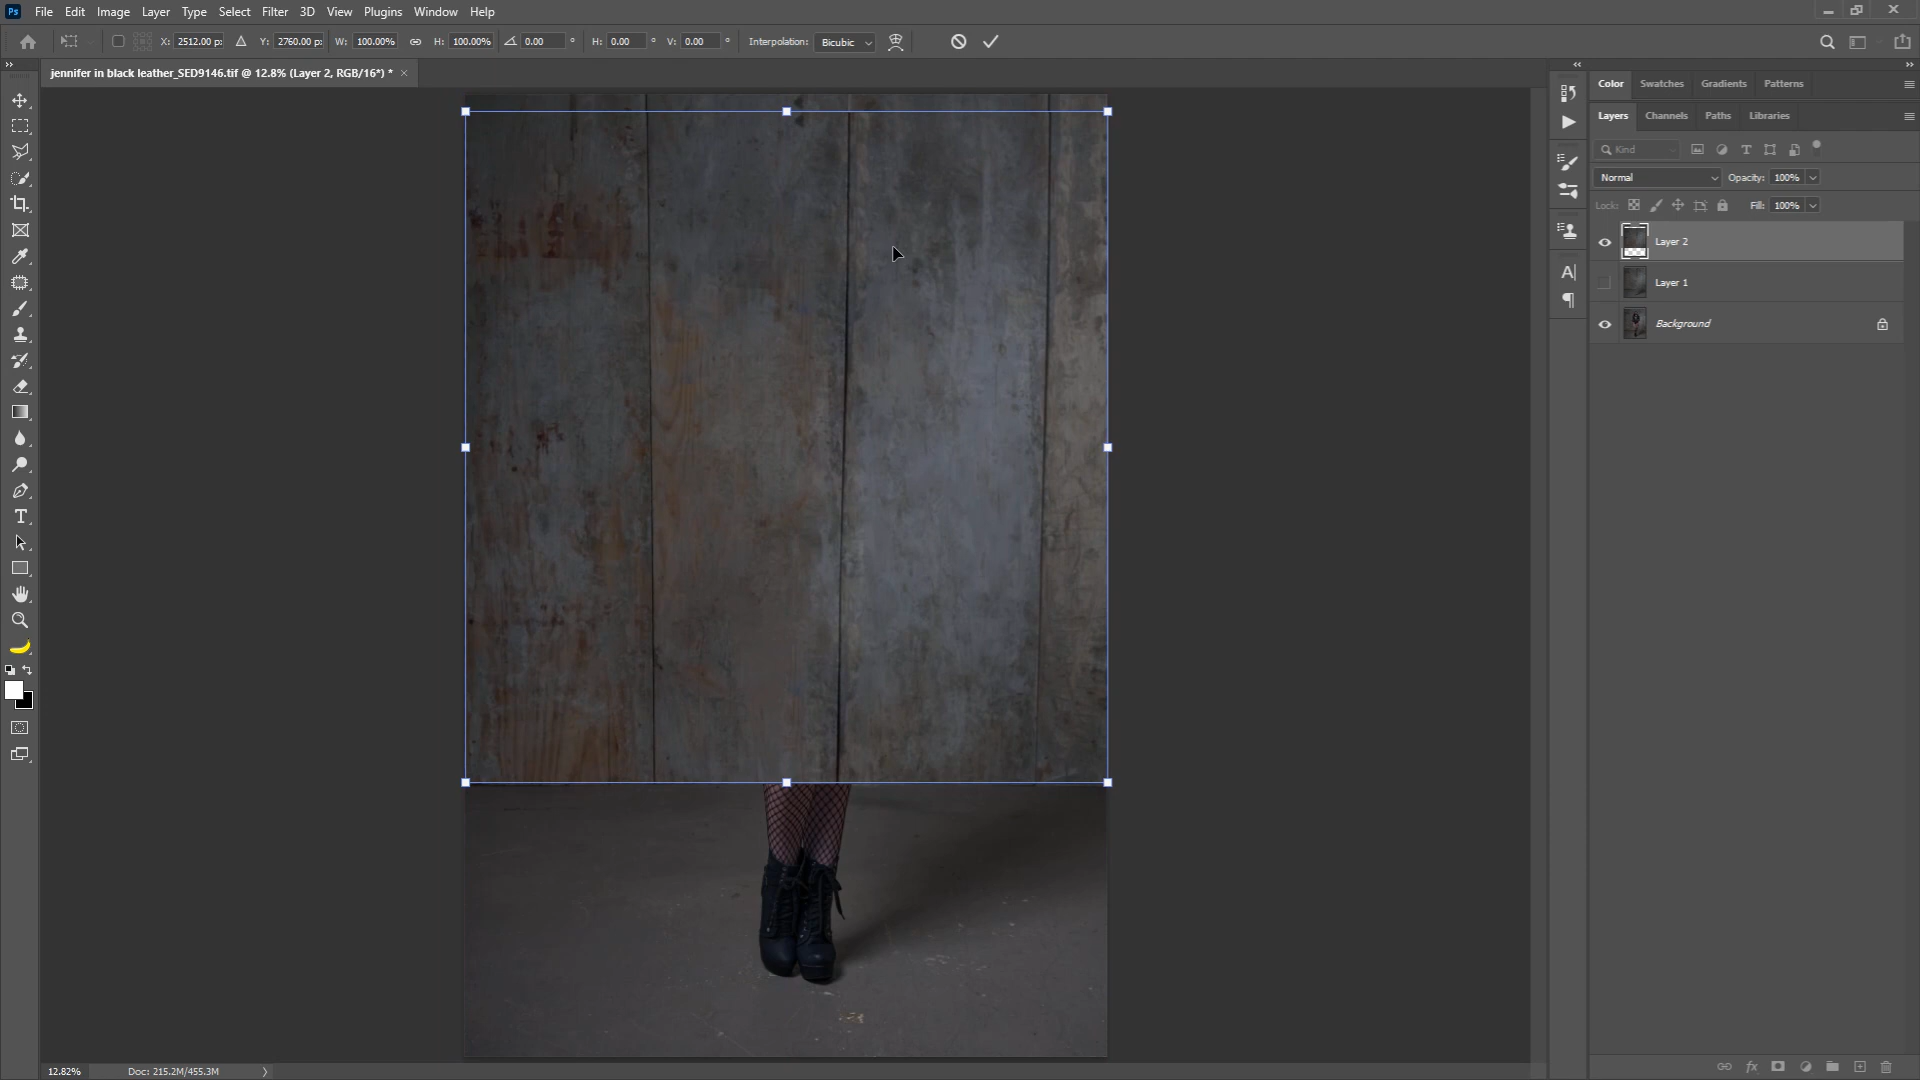 Ps File Edit Image Layer Type Select Filter 3D View Plugins Window Help
X: 2512.00 px Y: 2760.00 px W: 100.00% H: 100.00% 0.00 ° H: 0.00 ° V: 0.00 ° Interpolation: Bicubic
jennifer in black leather_SED9146.tif @ 12.8% (Layer 2, RGB/16*) * ×
Color Swatches Gradients Patterns
Layers Channels Paths Libraries
Kind
Normal Opacity: 100%
Lock: Fill: 100%
Layer 2
Layer 1
Background
12.82% Doc: 215.2M/455.3M